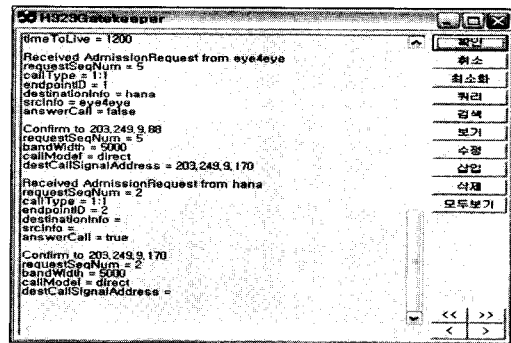 H323Gatekeeper
timeToLive = 1200
Received AdmissionRequest from eye4eye
requestSeqNum = 5
callType = 1:1
endpointID = 1
destinationInfo = hana
srcInfo = eye4eye
answerCall = false
Confirm to 203,249,9,88
requestSeqNum = 5
bandWidth = 5000
callModel = direct
destCallSignalAddress = 203,249,9,170
Received AdmissionRequest from hana
requestSeqNum = 2
callType = 1:1
endpointID = 2
destinationInfo =
srcInfo =
answerCall = true
Confirm to 203,249,9,170
requestSeqNum = 2
bandWidth = 5000
callModel = direct
destCallSignalAddress =
확인
취소
최소화
쿼리
검색
보기
수정
삽입
삭제
모두보기
<< >>
< >